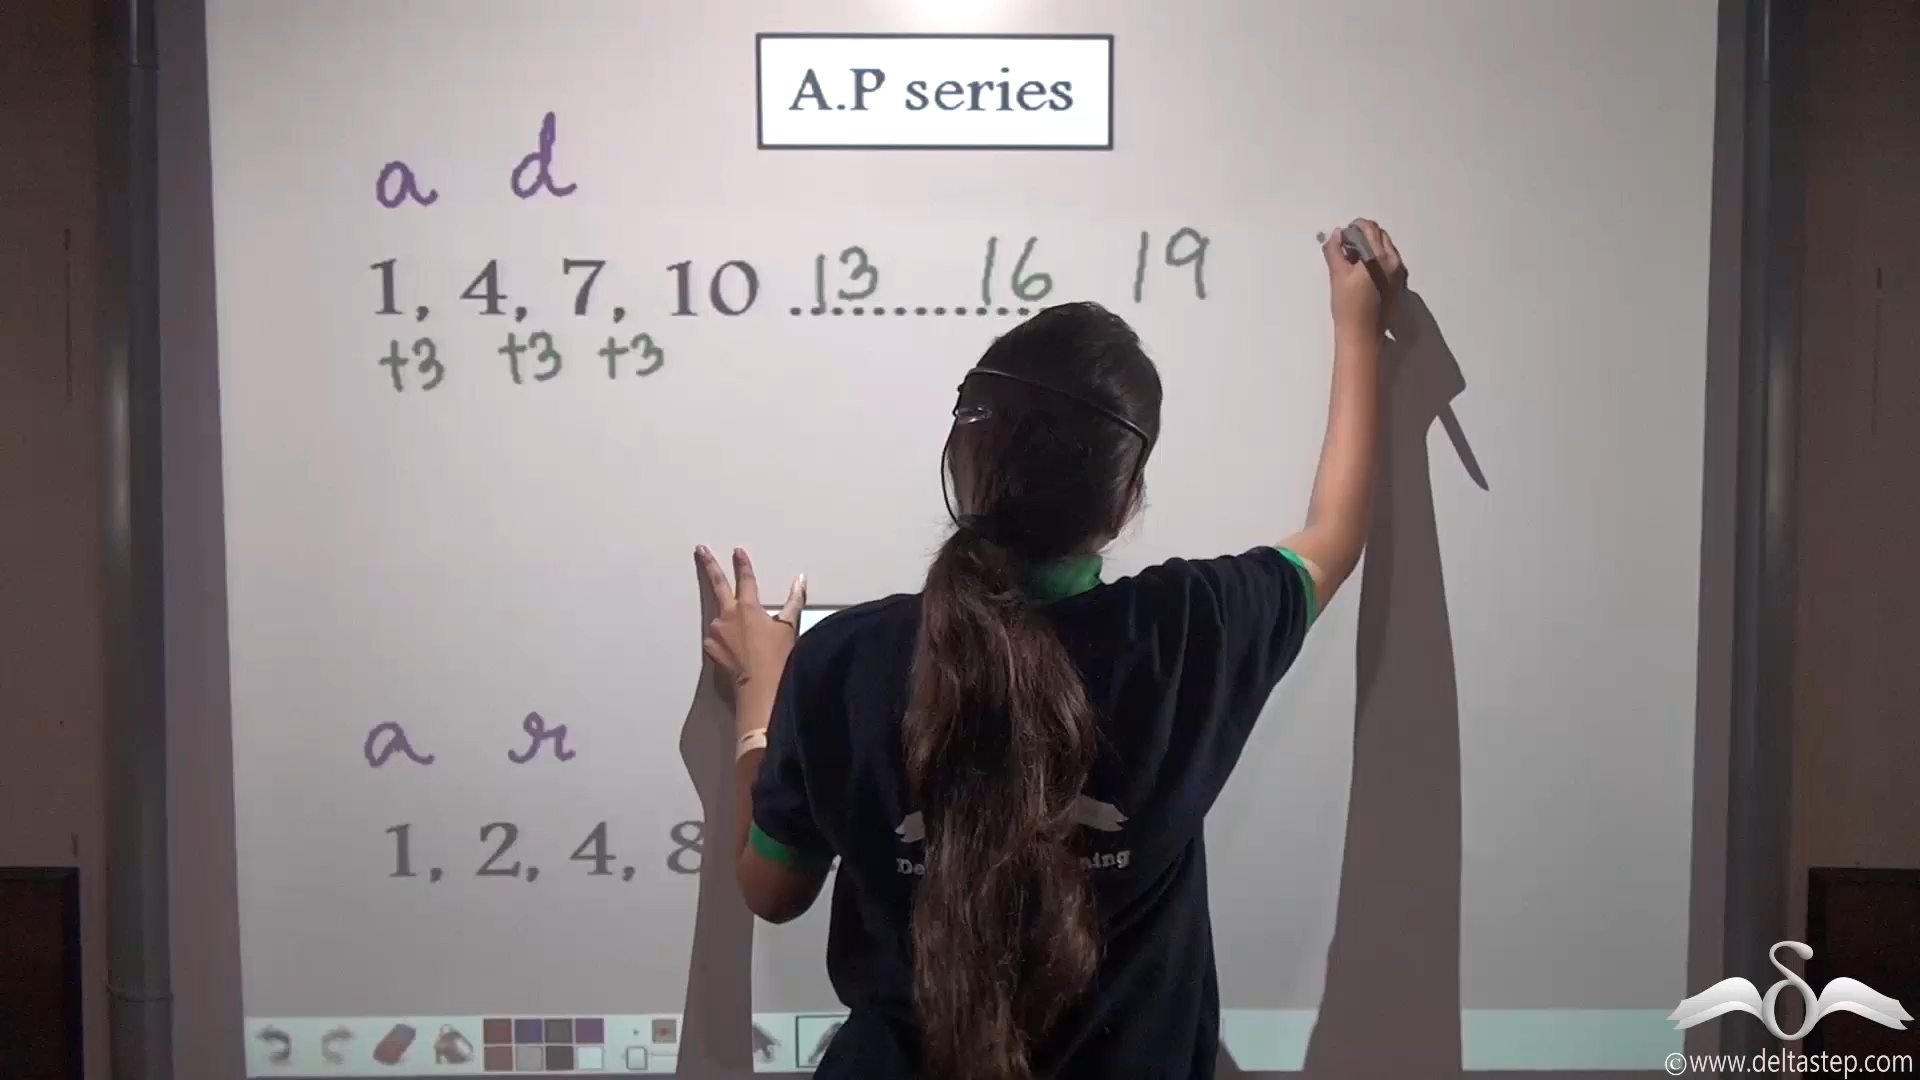 A.P series
a d
1, 4, 7, 10 ............ 13 16 19
+3 +3 +3
a r
1, 2, 4, 8
©www.deltastep.com